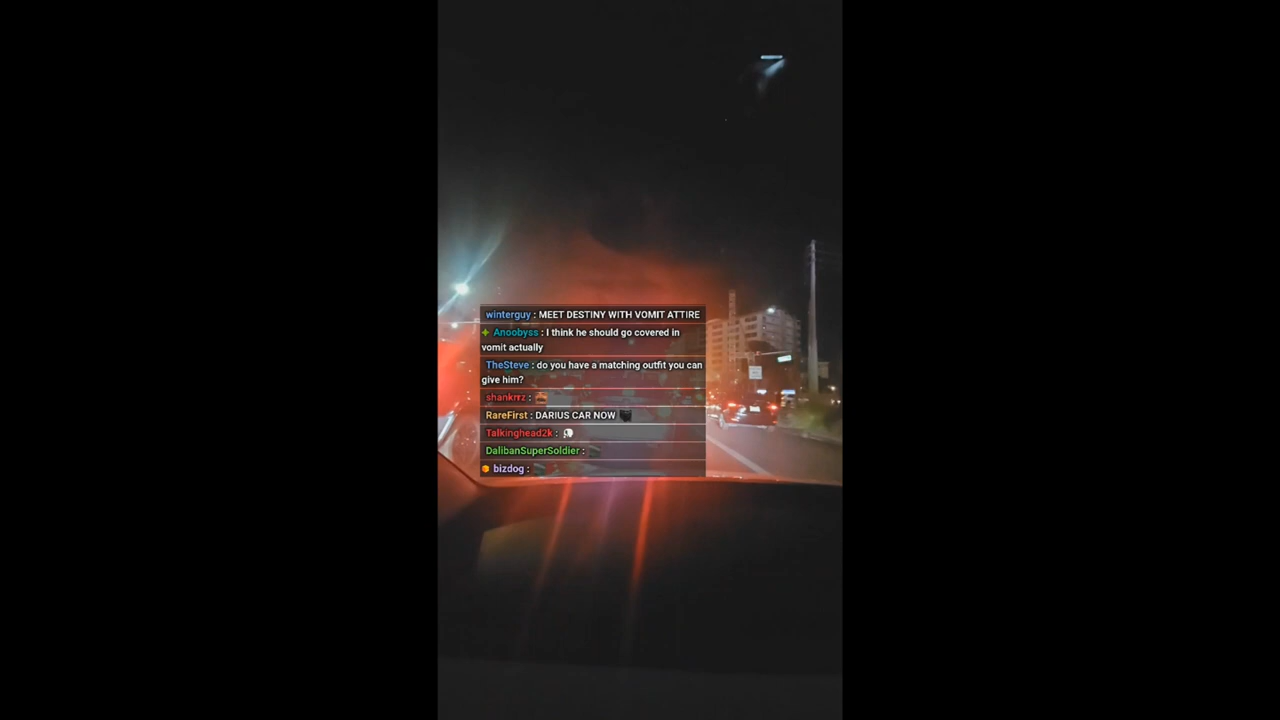 winterguy : MEET DESTINY WITH VOMIT ATTIRE
Anoobyss : I think he should go covered in
vomit actually
TheSteve : do you have a matching outfit you can
give him?
shankrrz :
RareFirst : DARIUS CAR NOW
Talkinghead2k :
DalibanSuperSoldier :
bizdog :